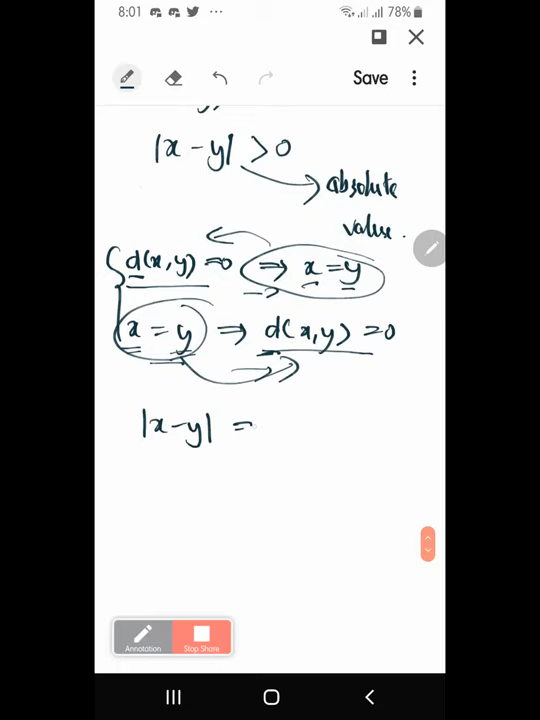 8:01 78%
Save
|x - y| > 0
absolute
value.
d(x,y) = 0 ⇒ x = y
x = y ⇒ d(x,y) = 0
|x-y| =
Annotation Stop Share